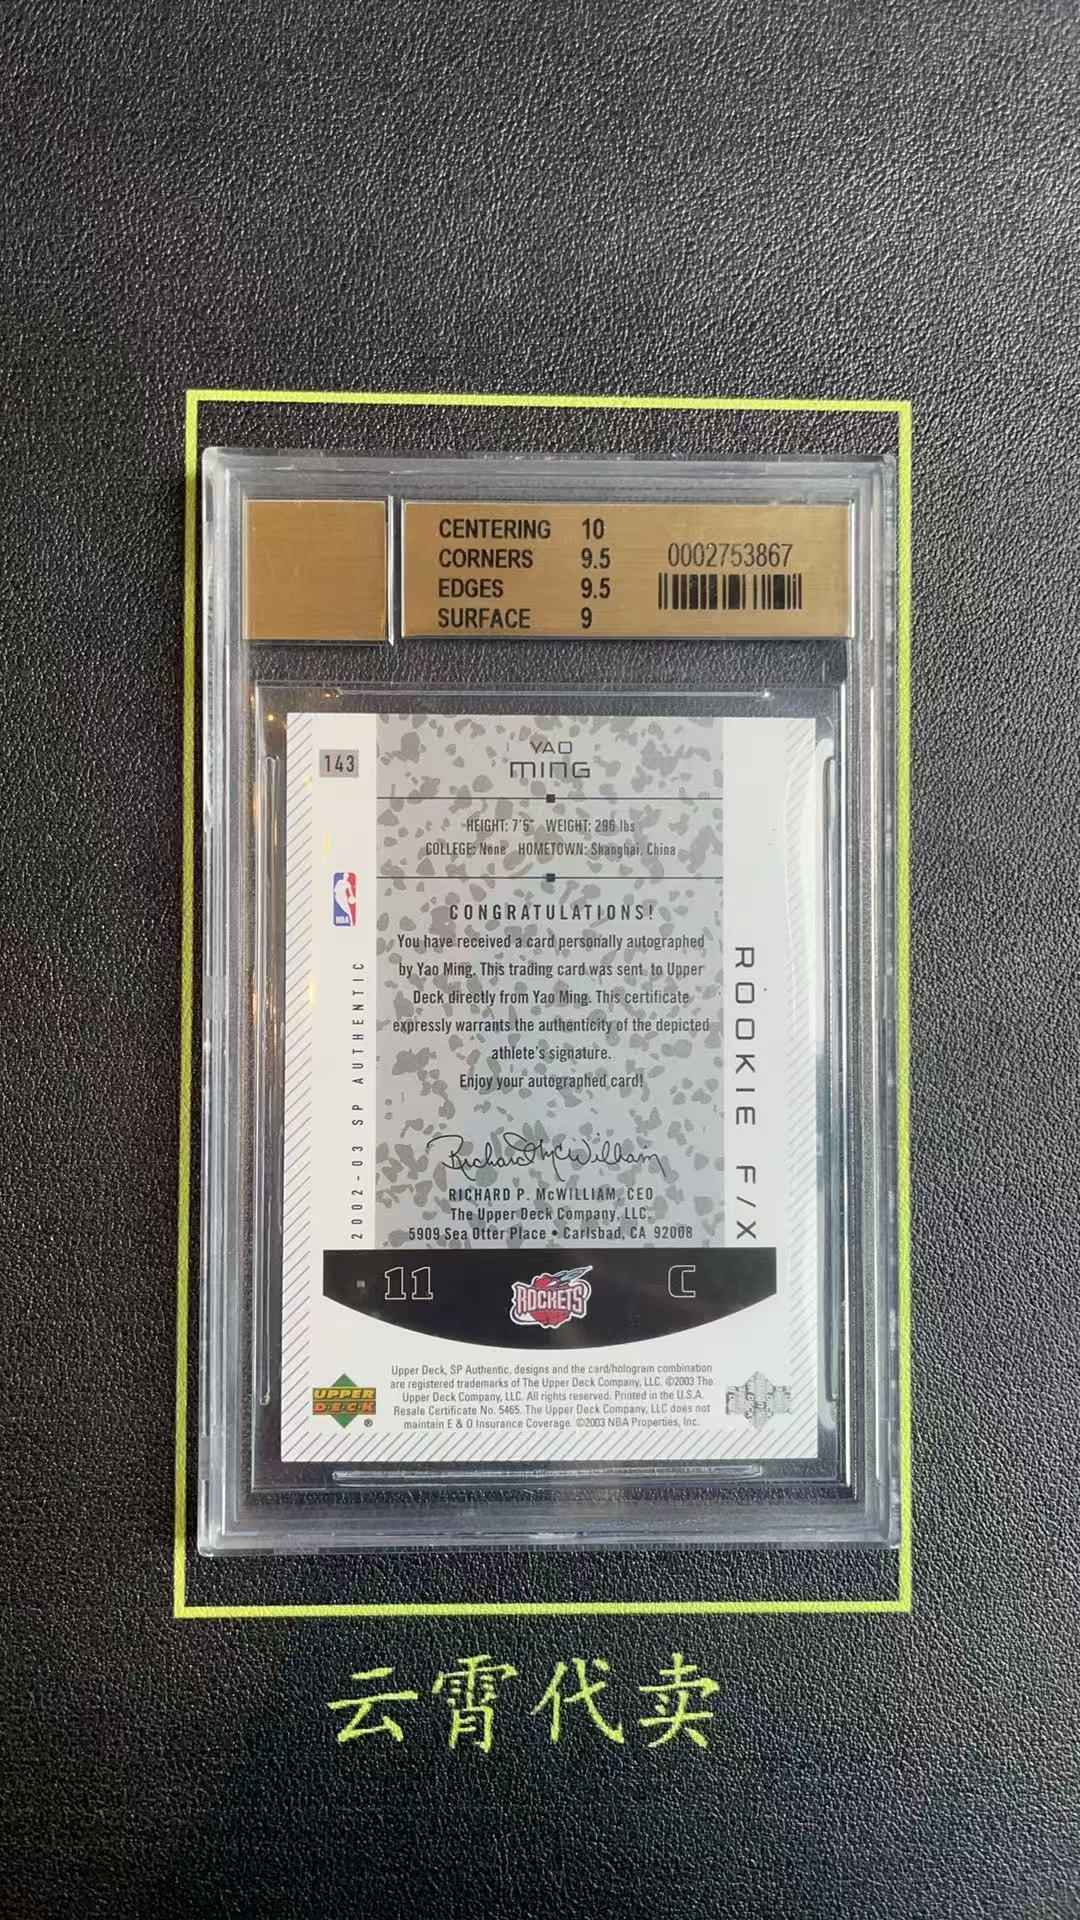 CENTERING 10
CORNERS 9.5
EDGES 9.5
SURFACE 9
0002753867
143
YAO
MING
HEIGHT: 7'5" WEIGHT: 296 lbs
COLLEGE: None HOMETOWN: Shanghai, China
NBA
2002-03 SP AUTHENTIC
CONGRATULATIONS!
You have received a card personally autographed
by Yao Ming. This trading card was sent to Upper
Deck directly from Yao Ming. This certificate
expressly warrants the authenticity of the depicted
athlete's signature.
Enjoy your autographed card!
Richard McWilliam
RICHARD P. McWILLIAM, CEO
The Upper Deck Company, LLC.
5909 Sea Otter Place • Carlsbad, CA 92008
ROOKIE F/X
11
ROCKETS
C
Upper Deck, SP Authentic, designs and the card/hologram combination
are registered trademarks of The Upper Deck Company, LLC. ©2003 The
Upper Deck Company, LLC. All rights reserved. Printed in the U.S.A.
Resale Certificate No. 5465. The Upper Deck Company, LLC does not
maintain E & O Insurance Coverage. ©2003 NBA Properties, Inc.
UPPER
DECK
®
云霄代卖